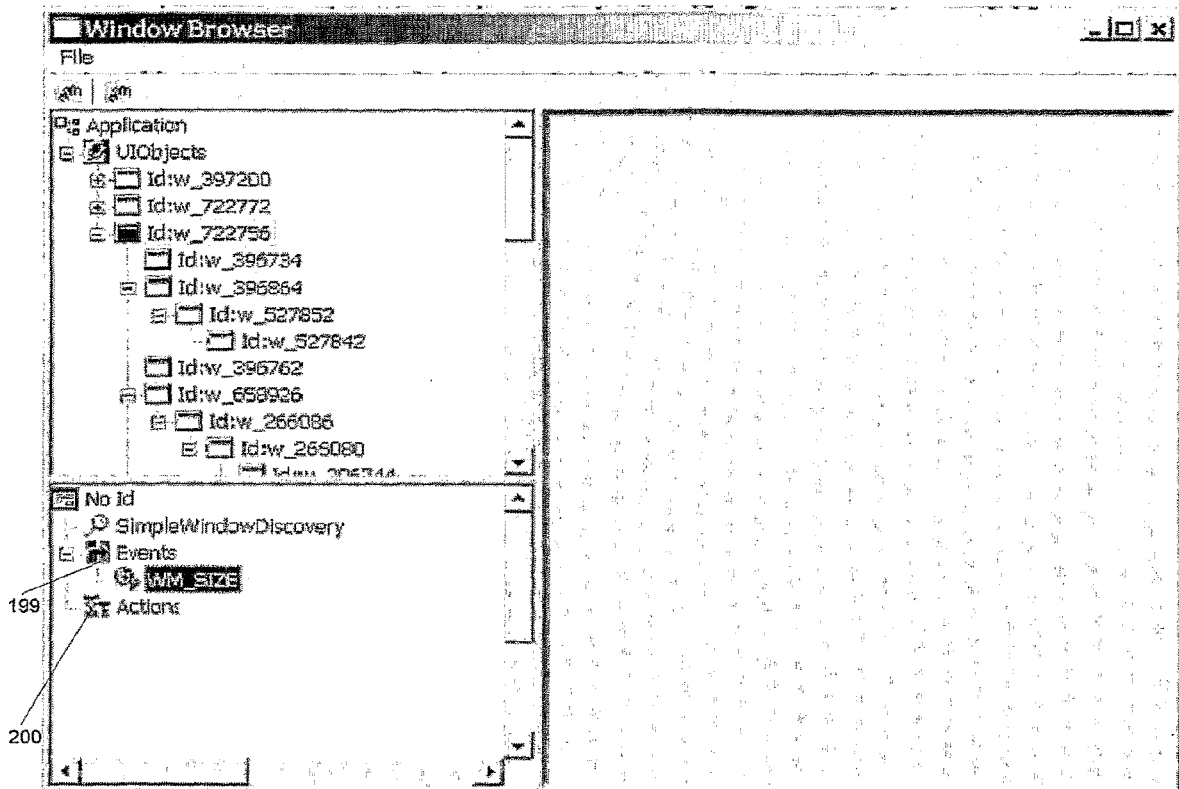 Window Browser
File
Application
UIObjects
Id:w_397200
Id:w_722772
Id:w_722756
Id:w_396734
Id:w_396864
Id:w_527852
Id:w_527842
Id:w_396762
Id:w_658926
Id:w_266086
Id:w_266080
No Id
SimpleWindowDiscovery
Events
WM_SIZE
199
Actions
200